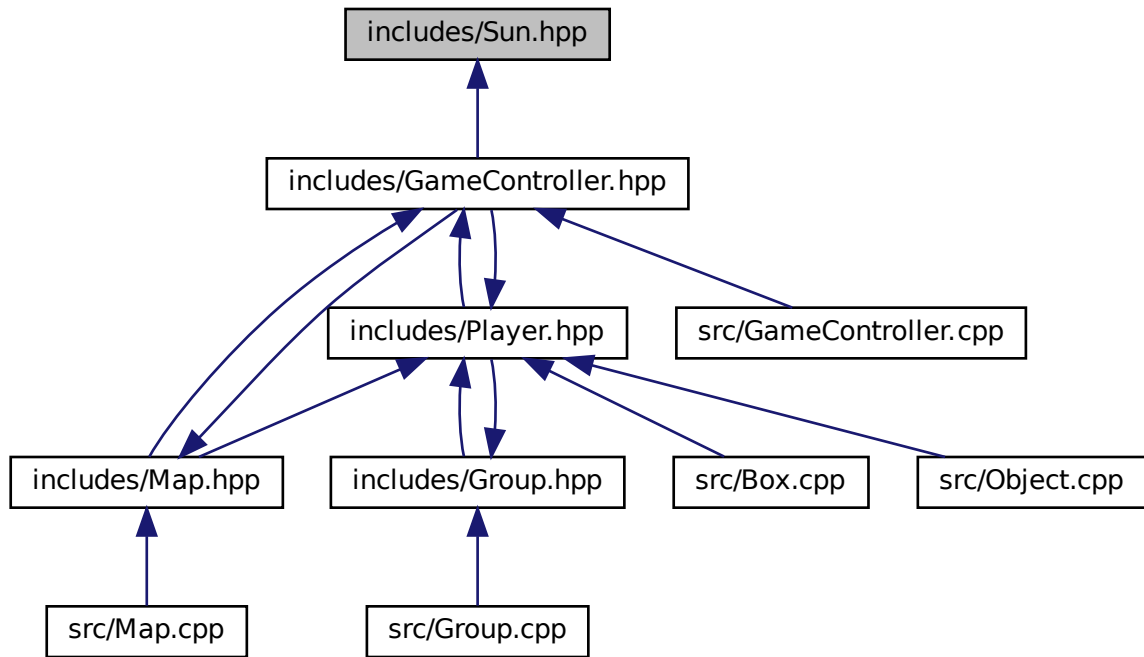 includes/Sun.hpp
includes/GameController.hpp
includes/Player.hpp
src/GameController.cpp
includes/Map.hpp
includes/Group.hpp
src/Box.cpp
src/Object.cpp
src/Map.cpp
src/Group.cpp